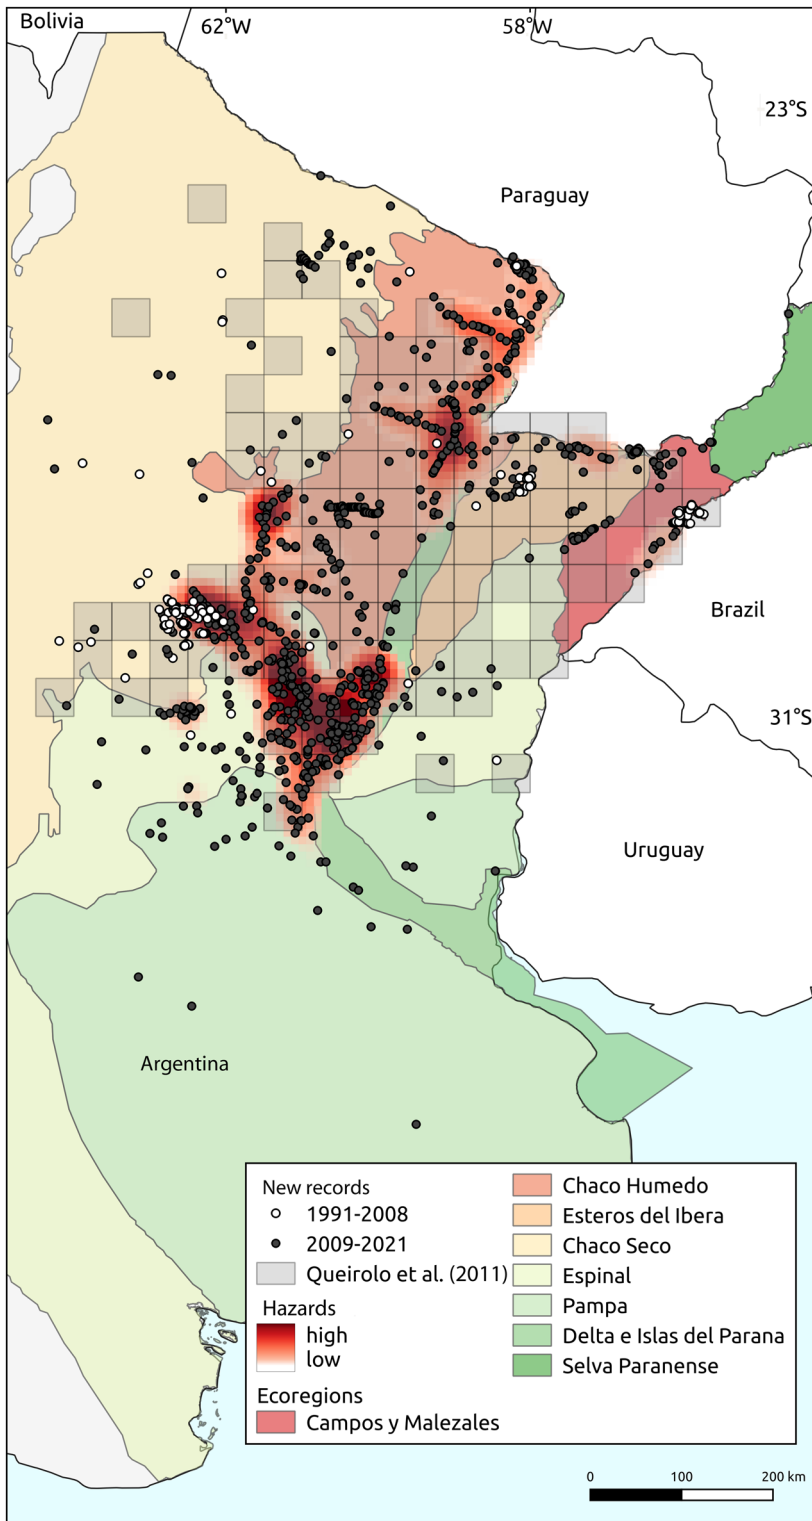 Bolivia
62°W
58°W
23°S
Paraguay
Brazil
31°S
Uruguay
Argentina
New records
1991-2008
2009-2021
Queirolo et al. (2011)
Hazards
high
low
Ecoregions
Campos y Malezales
Chaco Humedo
Esteros del Ibera
Chaco Seco
Espinal
Pampa
Delta e Islas del Parana
Selva Paranense
0 100 200 km